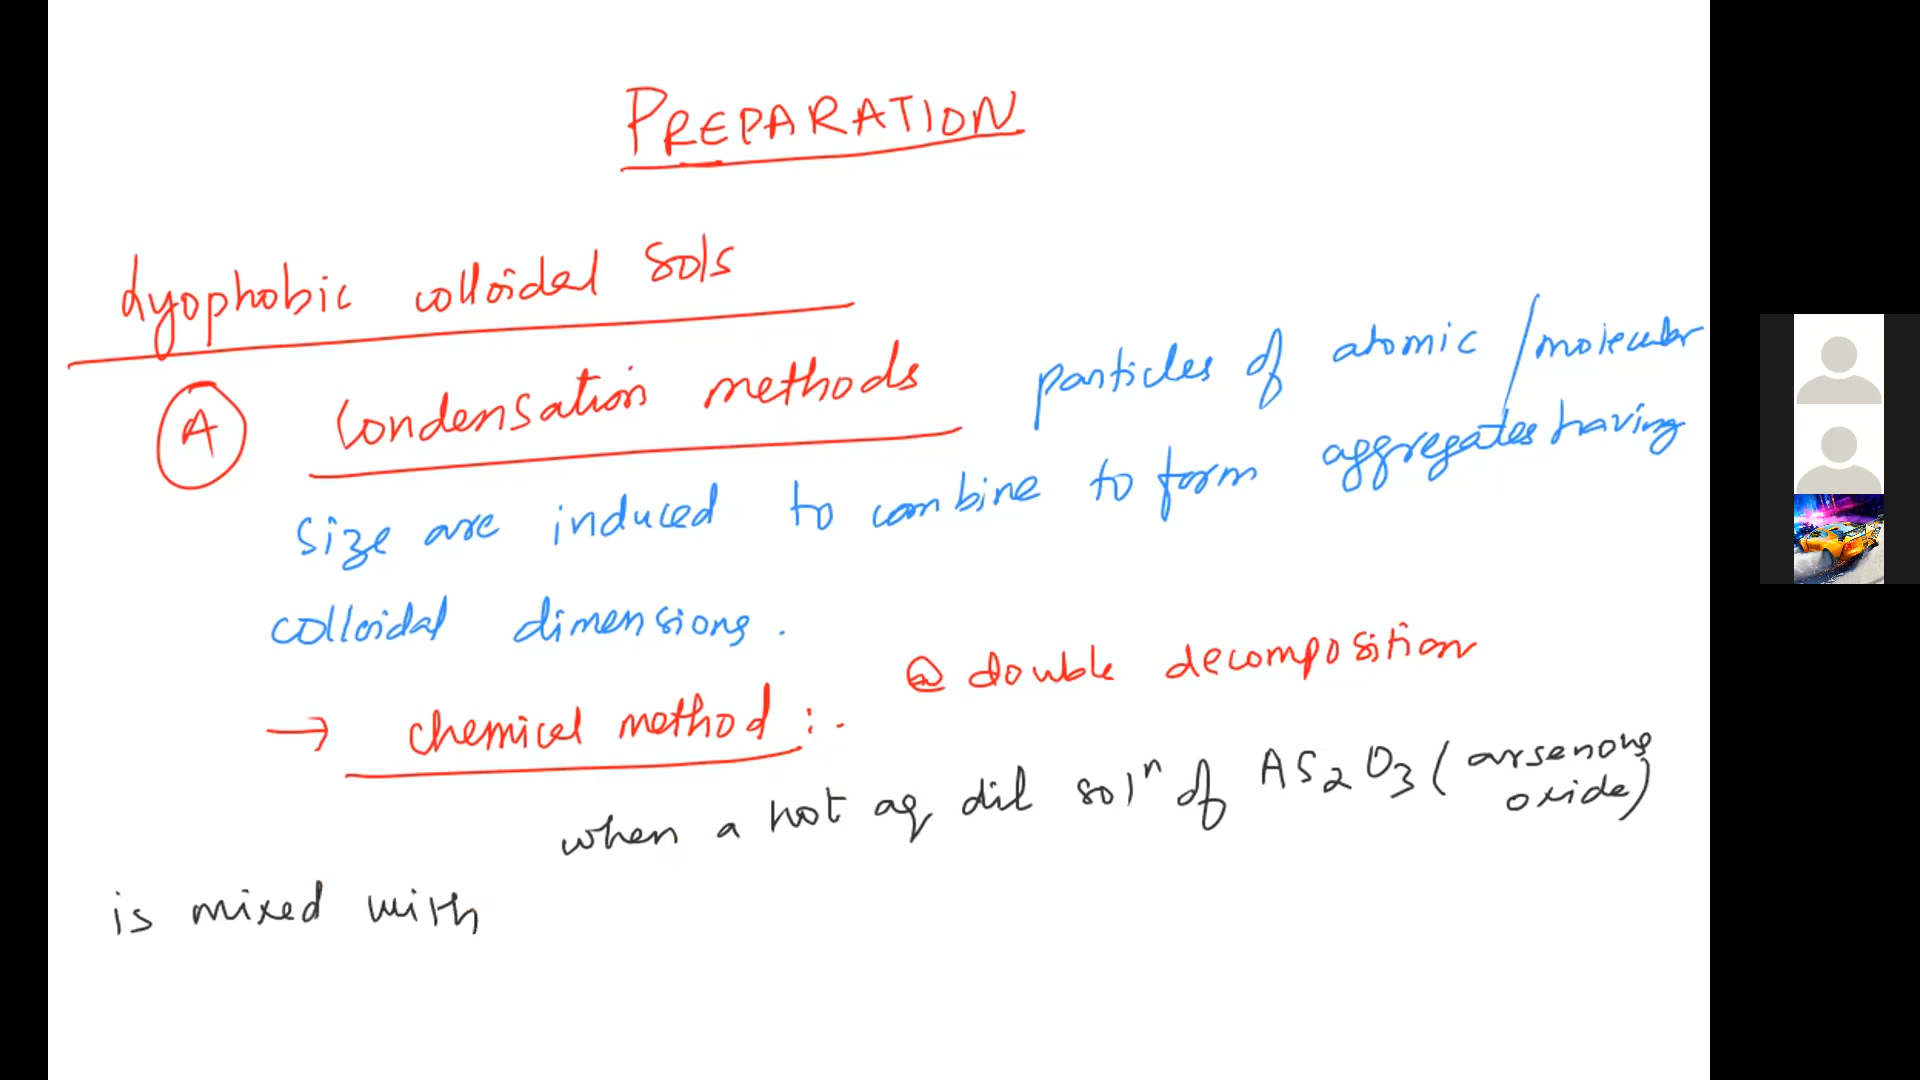 PREPARATION
Lyophobic colloidal sols
A Condensation methods particles of atomic / molecular
size are induced to combine to form aggregates having
colloidal dimensions.
→ chemical method :. ⓐ double decomposition
when a hot aq dil solⁿ of AS₂O₃ (arsenous oxide)
is mixed with